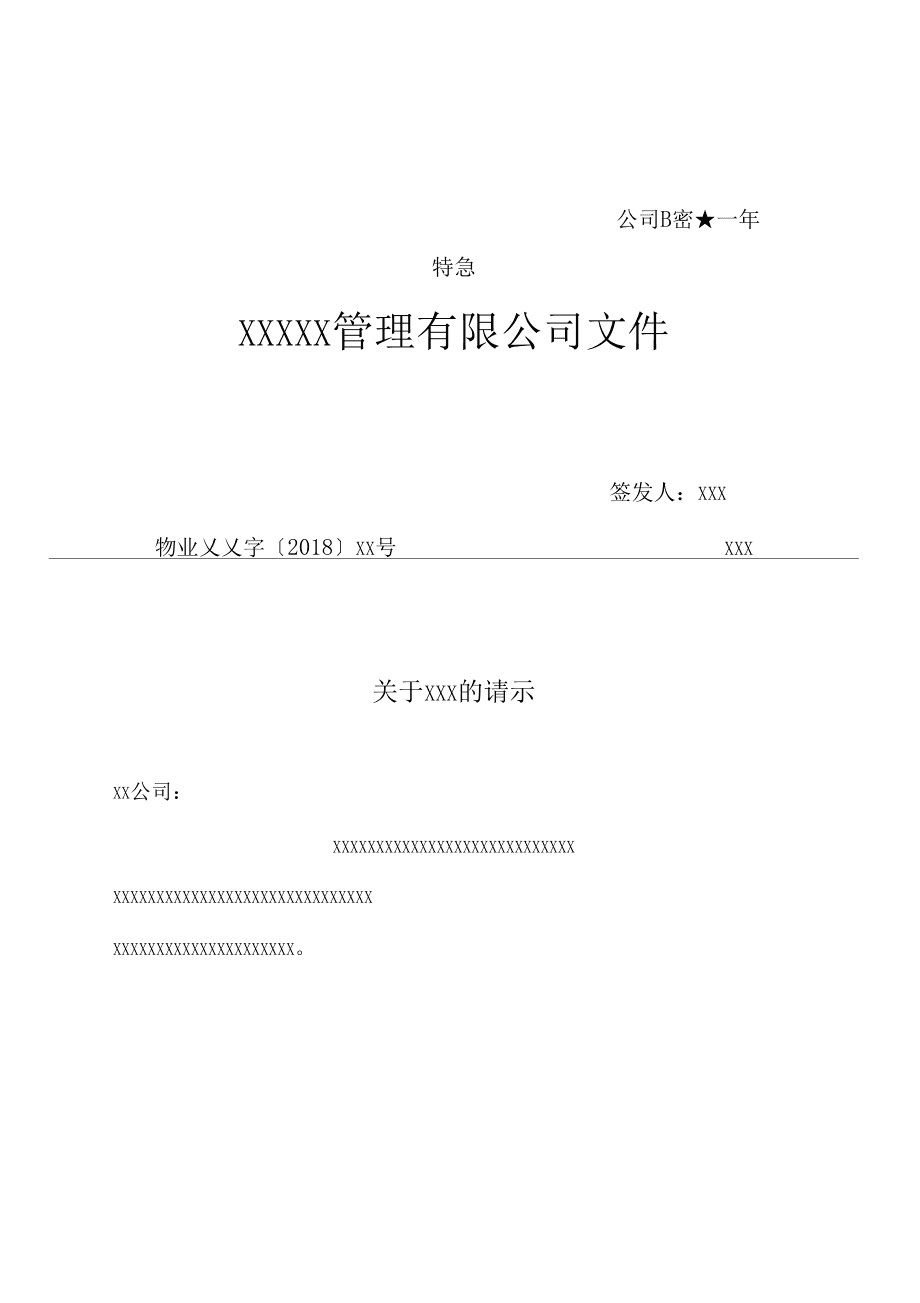 公司B密★一年
特急
XXXXX管理有限公司文件
签发人：XXX
物业乂乂字〔2018〕XX号 XXX
关于XXX的请示
XX公司：
XXXXXXXXXXXXXXXXXXXXXXXXXXXX
XXXXXXXXXXXXXXXXXXXXXXXXXXXXXX
XXXXXXXXXXXXXXXXXXXXX。